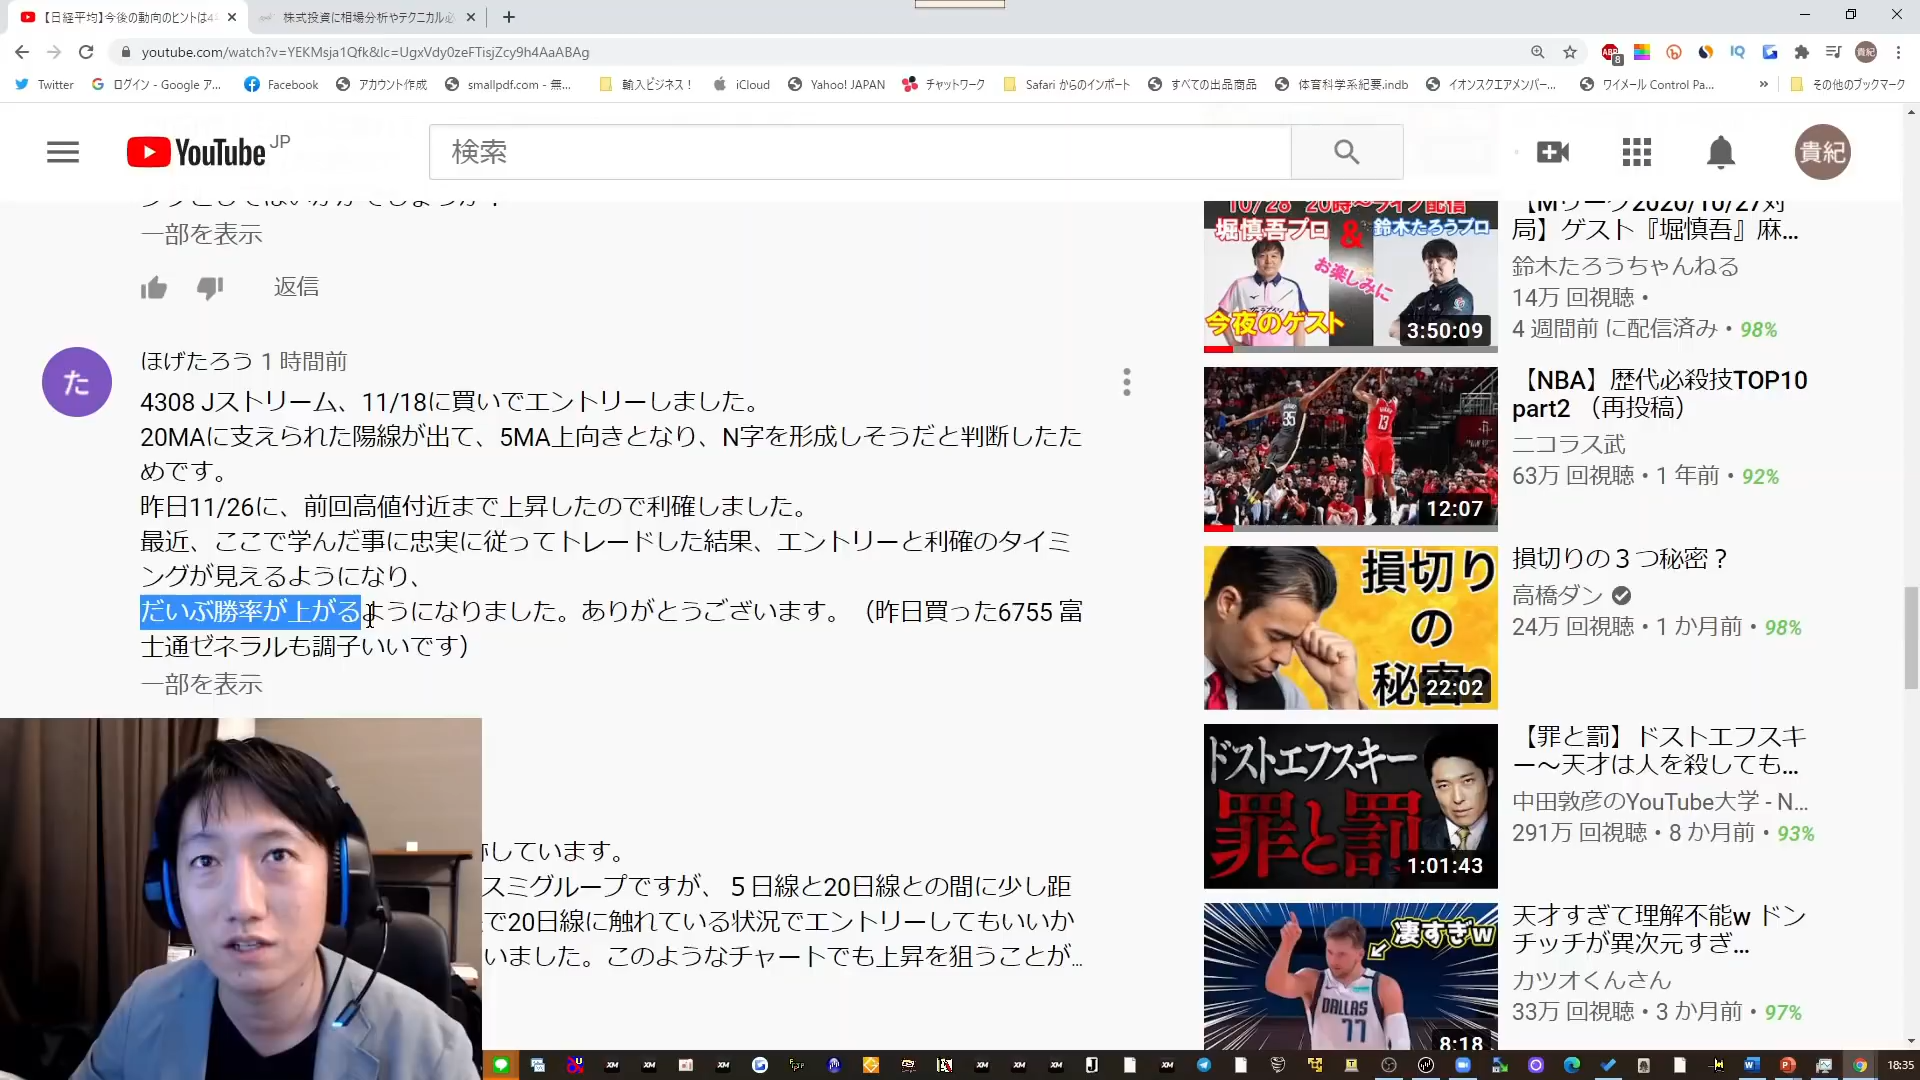 【日経平均】今後の動向のヒントは4
株式投資に相場分析やテクニカル必
youtube.com/watch?v=YEKMsja1Qfk&lc=UgxVdy0zeFTisjZcy9h4AaABAg
Twitter
ログイン - Google ア...
Facebook
アカウント作成
smallpdf.com - 無...
輸入ビジネス！
iCloud
Yahoo! JAPAN
チャットワーク
Safari からのインポート
すべての出品商品
体育科学系紀要.indb
イオンスクエアメンバー...
ワイメール Control Pa...
その他のブックマーク
YouTube JP
検索
貴紀
一部を表示
返信
ほげたろう 1 時間前
た
4308 Jストリーム、11/18に買いでエントリーしました。
20MAに支えられた陽線が出て、5MA上向きとなり、N字を形成しそうだと判断したた
めです。
昨日11/26に、前回高値付近まで上昇したので利確しました。
最近、ここで学んだ事に忠実に従ってトレードした結果、エントリーと利確のタイミ
ングが見えるようになり、
だいぶ勝率が上がるようになりました。ありがとうございます。（昨日買った6755 富
士通ゼネラルも調子いいです）
一部を表示
しています。
スミグループですが、５日線と20日線との間に少し距
で20日線に触れている状況でエントリーしてもいいか
いました。このようなチャートでも上昇を狙うことが...
10/28 20時～ライブ配信
堀慎吾プロ & 鈴木たろうプロ
お楽しみに
今夜のゲスト
3:50:09
【Mリーグ2020/10/27対
局】ゲスト『堀慎吾』麻...
鈴木たろうちゃんねる
14万 回視聴・
4 週間前 に配信済み・98%
12:07
【NBA】歴代必殺技TOP10
part2 （再投稿）
ニコラス武
63万 回視聴・1 年前・92%
損切り
の
秘密?
22:02
損切りの３つ秘密？
高橋ダン
24万 回視聴・1 か月前・98%
ドストエフスキー
罪と罰
1:01:43
【罪と罰】ドストエフスキ
ー〜天才は人を殺しても...
中田敦彦のYouTube大学 - N...
291万 回視聴・8 か月前・93%
凄すぎw
DALLAS
77
8:18
天才すぎて理解不能w ドン
チッチが異次元すぎ...
カツオくんさん
33万 回視聴・3 か月前・97%
18:35